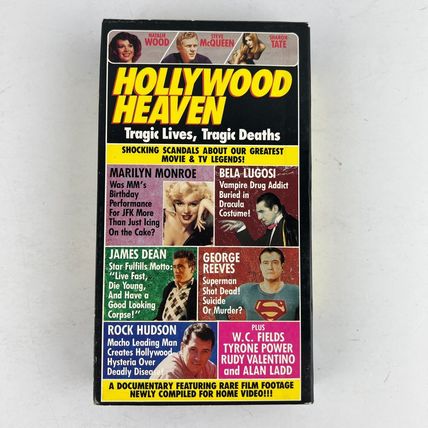 NATALIE
WOOD
STEVE
McQUEEN
SHARON
TATE
HOLLYWOOD
HEAVEN
Tragic Lives, Tragic Deaths
SHOCKING SCANDALS ABOUT OUR GREATEST
MOVIE & TV LEGENDS!
MARILYN MONROE
Was MM's
Birthday
Performance
For JFK More
Than Just Icing
On the Cake?
BELA LUGOSI
Vampire Drug Addict
Buried in
Dracula
Costume!
JAMES DEAN
Star Fulfills Motto:
"Live Fast,
Die Young,
And Have a
Good Looking
Corpse!"
GEORGE
REEVES
Superman
Shot Dead!
Suicide
Or Murder?
ROCK HUDSON
Macho Leading Man
Creates Hollywood
Hysteria Over
Deadly Disease!
PLUS
W.C. FIELDS
TYRONE POWER
RUDY VALENTINO
and ALAN LADD
A DOCUMENTARY FEATURING RARE FILM FOOTAGE
NEWLY COMPILED FOR HOME VIDEO!!!